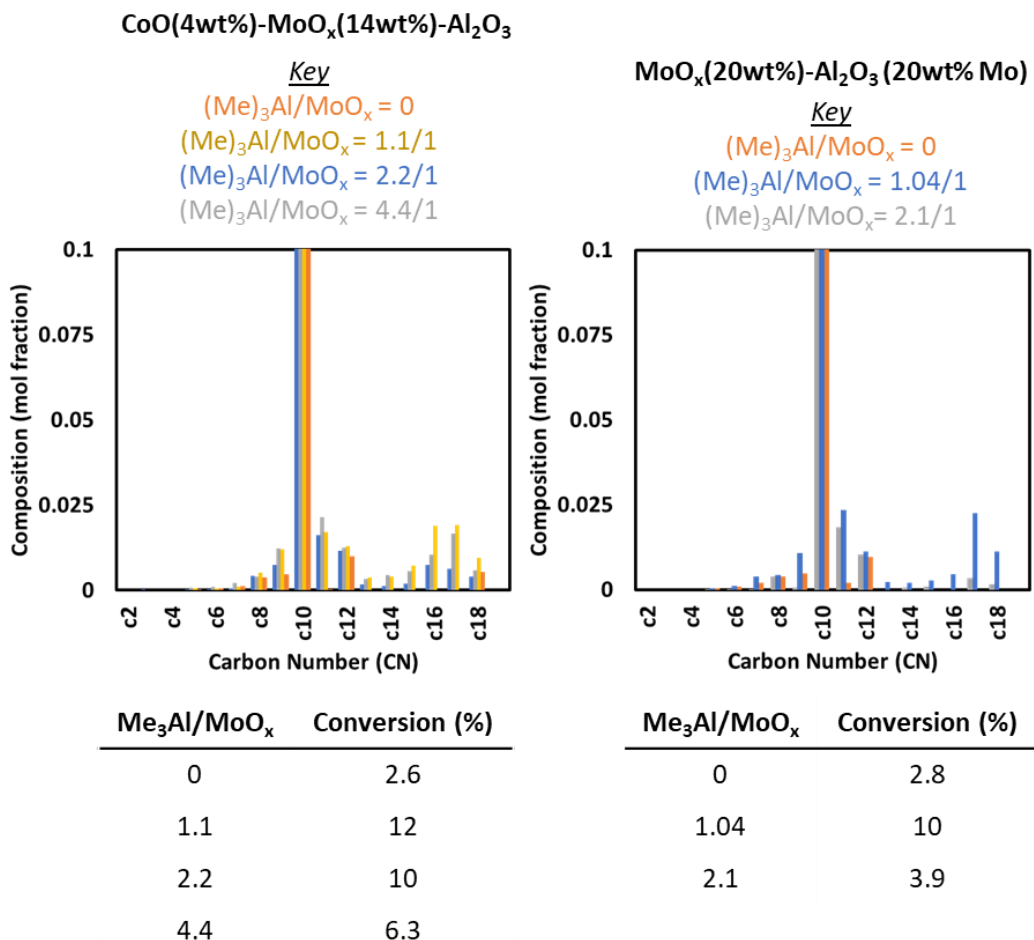 CoO(4wt%)-MoOₓ(14wt%)-Al₂O₃
Key
(Me)₃Al/MoOₓ = 0
(Me)₃Al/MoOₓ = 1.1/1
(Me)₃Al/MoOₓ = 2.2/1
(Me)₃Al/MoOₓ = 4.4/1
Composition (mol fraction)
0.1
0.075
0.05
0.025
0
c2 c4 c6 c8 c10 c12 c14 c16 c18
Carbon Number (CN)
Me₃Al/MoOₓ Conversion (%)
0 2.6
1.1 12
2.2 10
4.4 6.3
MoOₓ(20wt%)-Al₂O₃ (20wt% Mo)
Key
(Me)₃Al/MoOₓ = 0
(Me)₃Al/MoOₓ = 1.04/1
(Me)₃Al/MoOₓ= 2.1/1
Composition (mol fraction)
0.1
0.075
0.05
0.025
0
c2 c4 c6 c8 c10 c12 c14 c16 c18
Carbon Number (CN)
Me₃Al/MoOₓ Conversion (%)
0 2.8
1.04 10
2.1 3.9